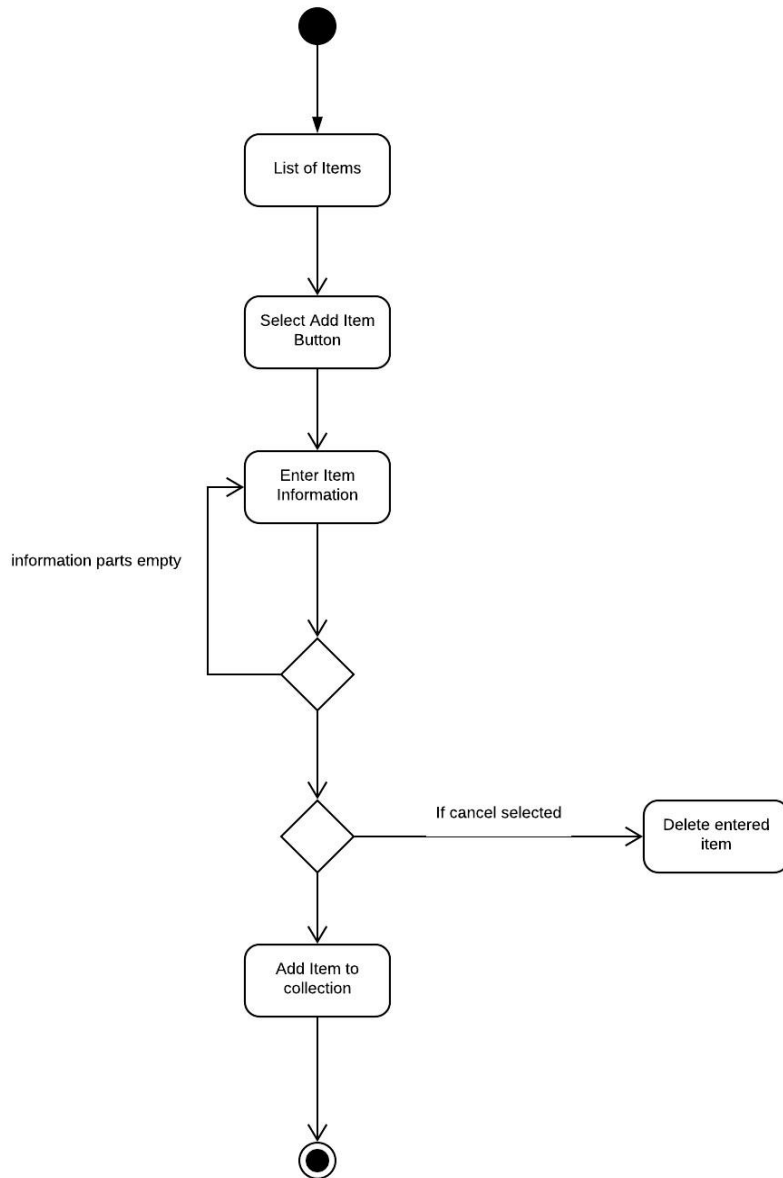 List of Items
Select Add Item
Button
Enter Item
Information
information parts empty
If cancel selected
Delete entered
item
Add Item to
collection